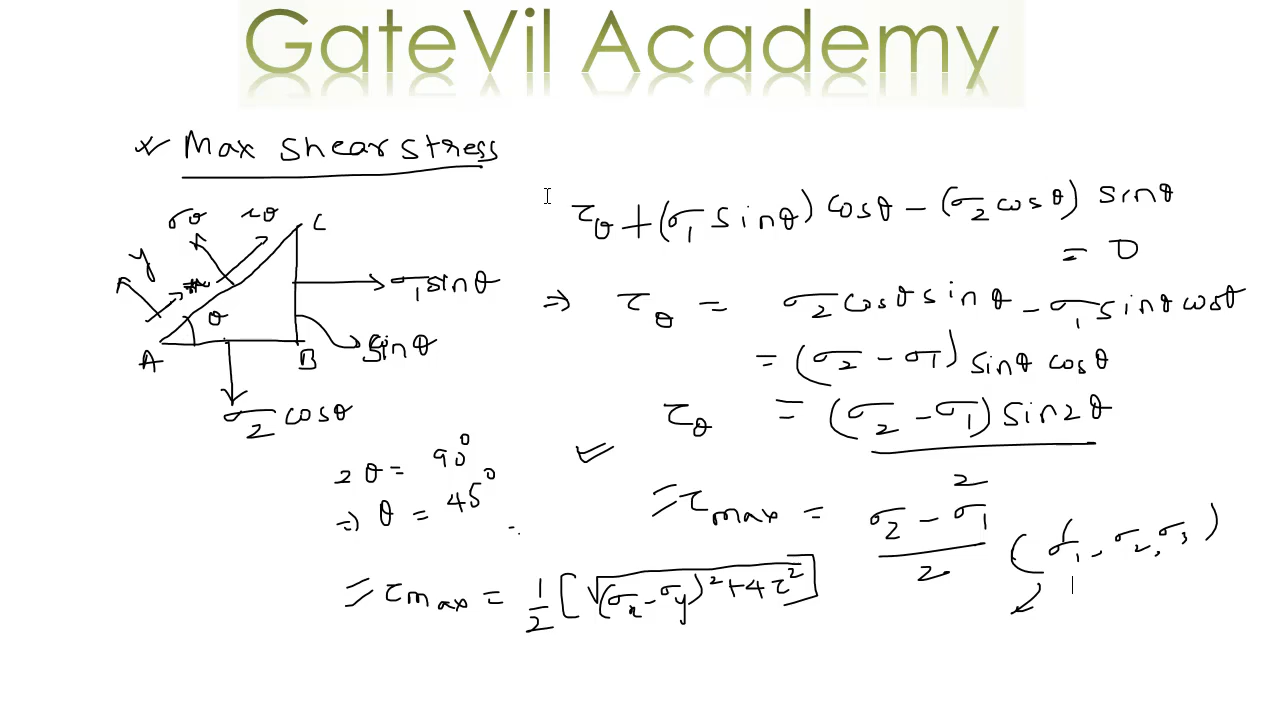 GateVil Academy
Max shear stress
σθ τθ C
y
σ1 sinθ
θ
A B sinθ
σ2 cosθ
τθ + (σ1 sinθ) cosθ - (σ2 cosθ) sinθ
= 0
⇒ τθ = σ2 cosθ sinθ - σ1 sinθ cosθ
= (σ2 - σ1) sinθ cosθ
τθ = (σ2 - σ1) sin2θ
2
2θ = 90°
⇒ θ = 45°
=τmax = σ2 - σ1
2
(σ1, σ2, σ3)
=τmax = 1/2 [√(σx - σy)² + 4τ²]